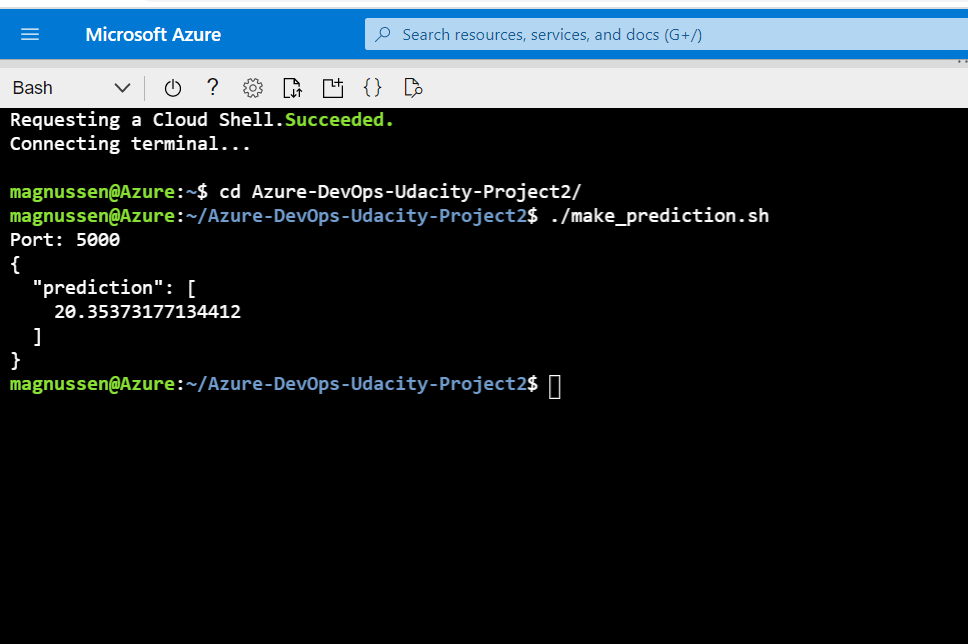 Microsoft Azure
Search resources, services, and docs (G+/)
Bash
Requesting a Cloud Shell.Succeeded.
Connecting terminal...
magnussen@Azure:~$ cd Azure-DevOps-Udacity-Project2/
magnussen@Azure:~/Azure-DevOps-Udacity-Project2$ ./make_prediction.sh
Port: 5000
{
  "prediction": [
    20.35373177134412
  ]
}
magnussen@Azure:~/Azure-DevOps-Udacity-Project2$